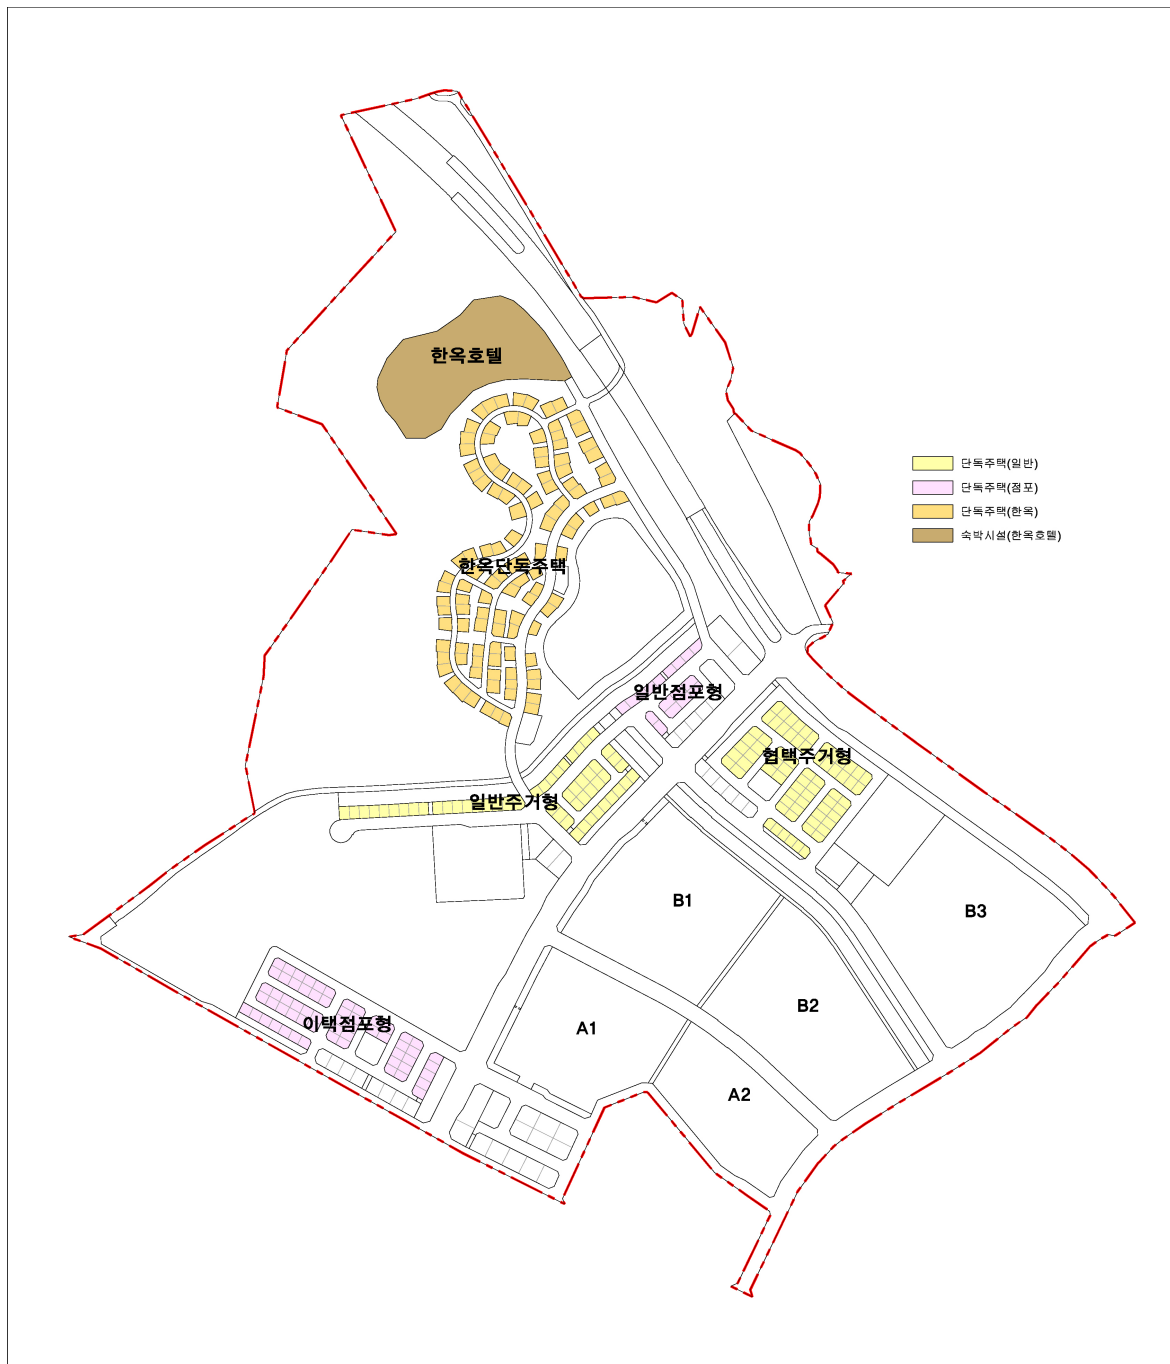 한옥호텔
단독주택(일반)
단독주택(점포)
단독주택(한옥)
숙박시설(한옥호텔)
한옥단독주택
일반점포형
협택주거형
일반주거형
B1
B3
B2
이택점포형
A1
A2